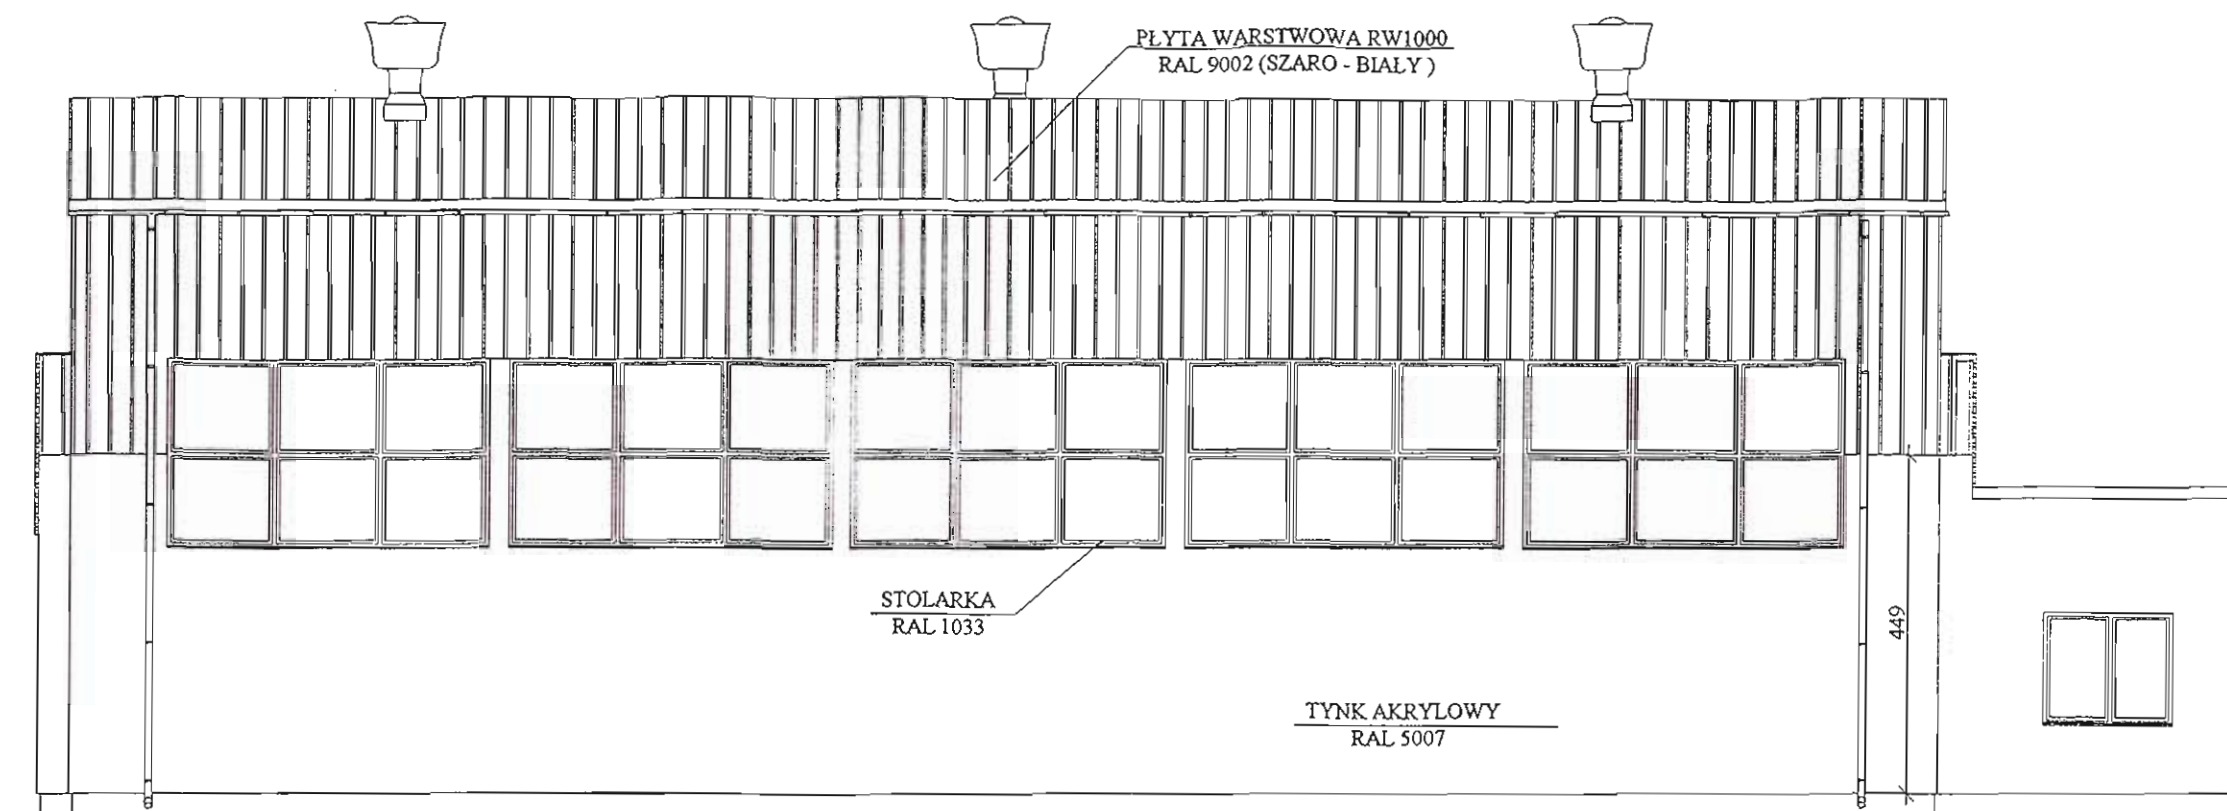 PŁYTA WARSTWOWA RW1000
RAL 9002 (SZARO - BIAŁY )
STOLARKA
RAL 1033
449
TYNK AKRYLOWY
RAL 5007